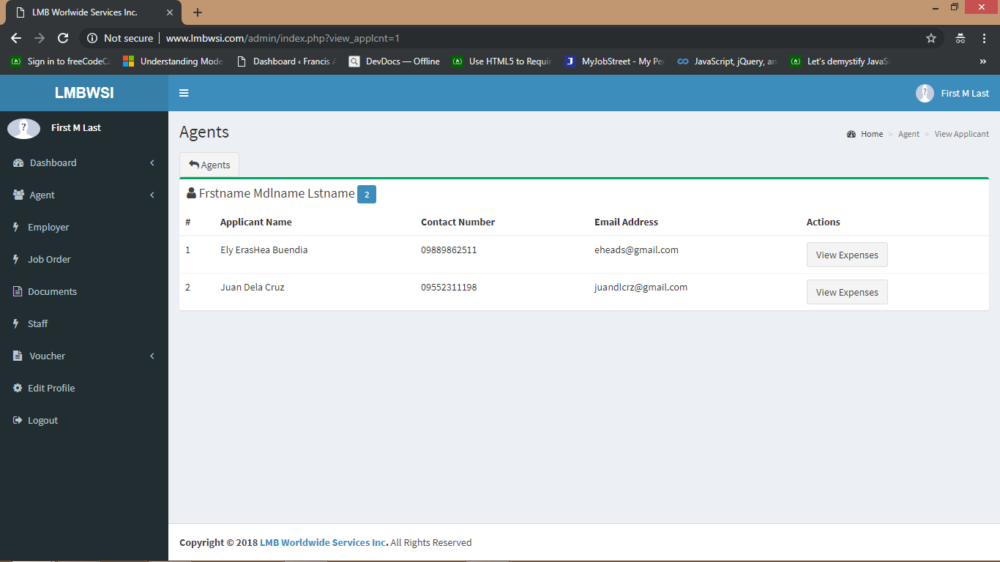 LMB Worlwide Services Inc.
Not secure | www.lmbwsi.com/admin/index.php?view_applcnt=1
Sign in to freeCodeCa Understanding Mode Dashboard ‹ Francis A DevDocs — Offline Use HTML5 to Requir MyJobStreet - My Per JavaScript, jQuery, an Let's demystify JavaS »
LMBWSI First M Last
First M Last
Agents Home > Agent > View Applicant
Dashboard
Agents
Agent
Frstname Mdlname Lstname 2
# Applicant Name Contact Number Email Address Actions
Employer
1 Ely ErasHea Buendia 09889862511 eheads@gmail.com View Expenses
Job Order
2 Juan Dela Cruz 09552311198 juandlcrz@gmail.com View Expenses
Documents
Staff
Voucher
Edit Profile
Logout
Copyright © 2018 LMB Worldwide Services Inc. All Rights Reserved